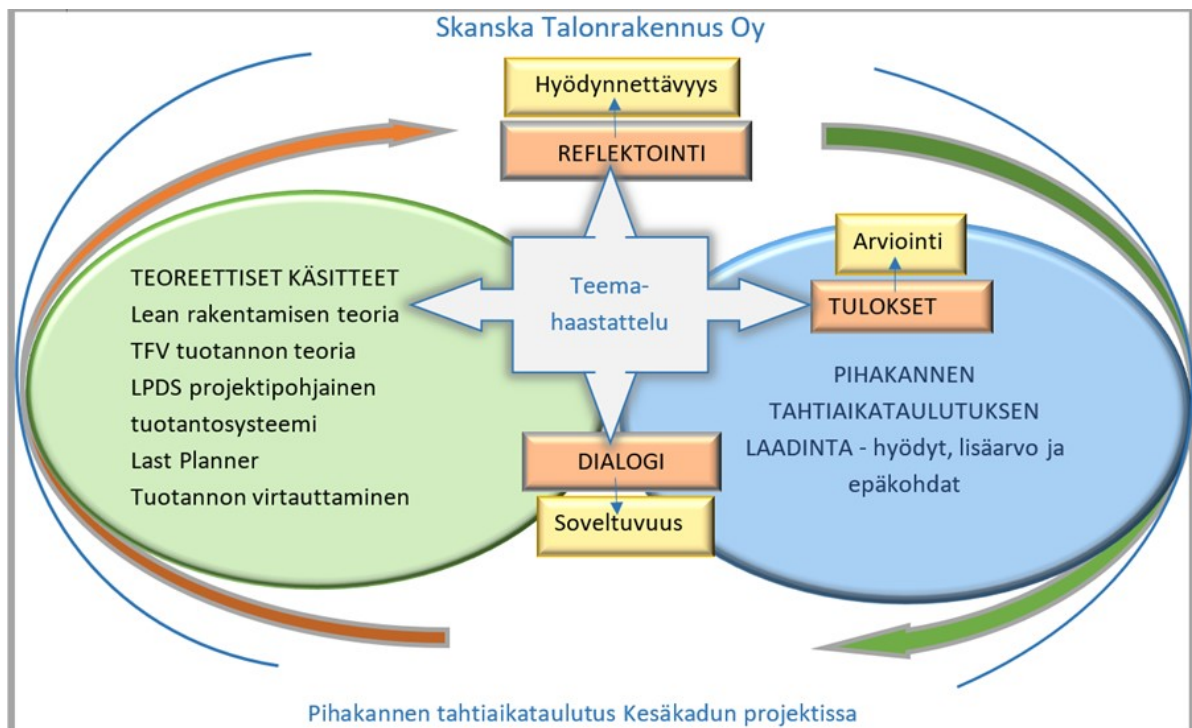 Skanska Talonrakennus Oy
Hyödynnettävyys
REFLEKTOINTI
TEOREETTISET KÄSITTEET
Lean rakentamisen teoria
TFV tuotannon teoria
LPDS projektipohjainen
tuotantosysteemi
Last Planner
Tuotannon virtauttaminen
Teema-
haastattelu
Arviointi
TULOKSET
PIHAKANNEN
TAHTIAIKATAULUTUKSEN
LAADINTA - hyödyt, lisäarvo ja
epäkohdat
DIALOGI
Soveltuvuus
Pihakannen tahtiaikataulutus Kesäkadun projektissa